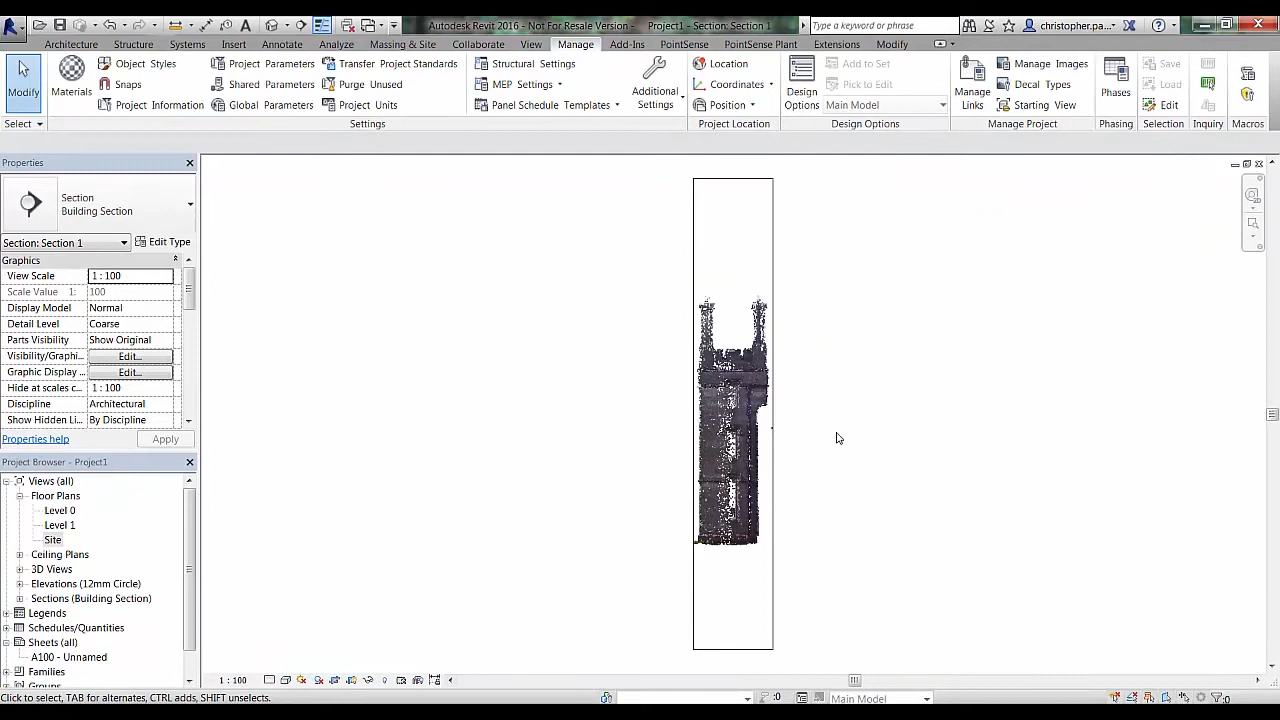 Autodesk Revit 2016 - Not For Resale Version - Project1 - Section: Section 1
Type a keyword or phrase
christopher.pa...
Architecture Structure Systems Insert Annotate Analyze Massing & Site Collaborate View Manage Add-Ins PointSense PointSense Plant Extensions Modify
Modify
Materials
Object Styles
Snaps
Project Information
Project Parameters
Shared Parameters
Global Parameters
Transfer Project Standards
Purge Unused
Project Units
Structural Settings
MEP Settings
Panel Schedule Templates
Additional
Settings
Location
Coordinates
Position
Design
Options
Add to Set
Pick to Edit
Main Model
Manage
Links
Manage Images
Decal Types
Starting View
Phases
Save
Load
Edit
Select Settings Project Location Design Options Manage Project Phasing Selection Inquiry Macros
Properties
Section
Building Section
Section: Section 1
Edit Type
Graphics
View Scale 1 : 100
Scale Value 1: 100
Display Model Normal
Detail Level Coarse
Parts Visibility Show Original
Visibility/Graphi... Edit...
Graphic Display ... Edit...
Hide at scales c... 1 : 100
Discipline Architectural
Show Hidden Li... By Discipline
Properties help
Apply
Project Browser - Project1
Views (all)
Floor Plans
Level 0
Level 1
Site
Ceiling Plans
3D Views
Elevations (12mm Circle)
Sections (Building Section)
Legends
Schedules/Quantities
Sheets (all)
A100 - Unnamed
Families
Groups
1 : 100
Click to select, TAB for alternates, CTRL adds, SHIFT unselects.
:0
Main Model
:0